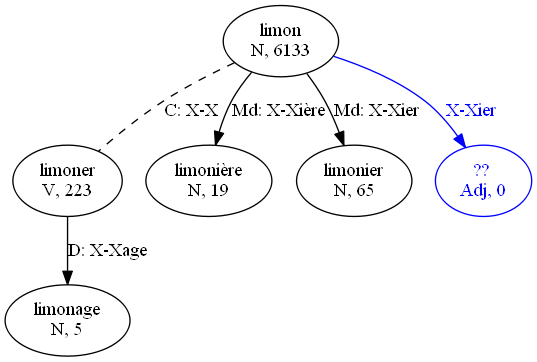 limon
N, 6133
C: X-X
Md: X-Xière
Md: X-Xier
X-Xier
limoner
V, 223
limonière
N, 19
limonier
N, 65
??
Adj, 0
D: X-Xage
limonage
N, 5